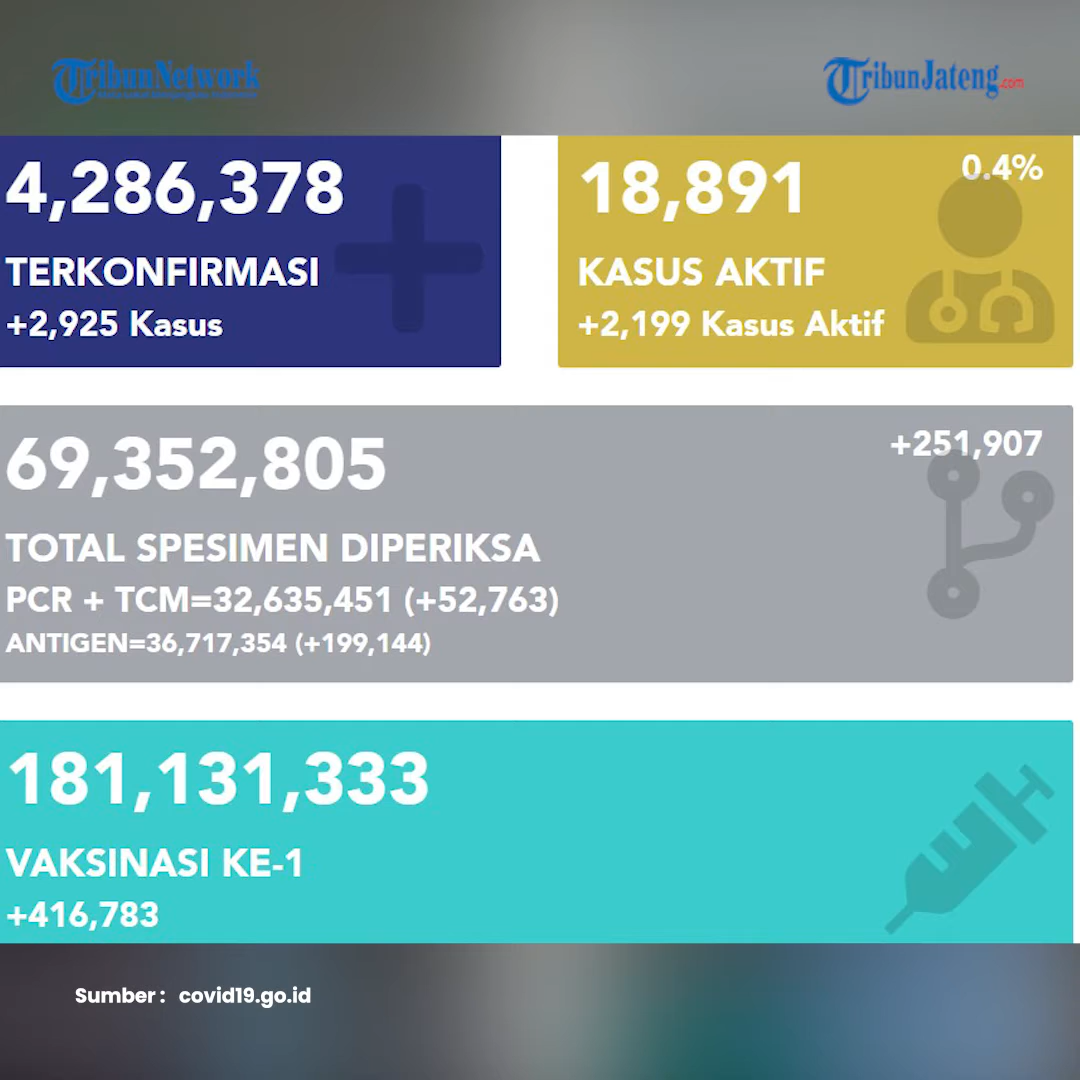 TribunNetwork
TribunJateng.com
4,286,378
TERKONFIRMASI
+2,925 Kasus
18,891
0.4%
KASUS AKTIF
+2,199 Kasus Aktif
69,352,805
+251,907
TOTAL SPESIMEN DIPERIKSA
PCR + TCM=32,635,451 (+52,763)
ANTIGEN=36,717,354 (+199,144)
181,131,333
VAKSINASI KE-1
+416,783
Sumber : covid19.go.id